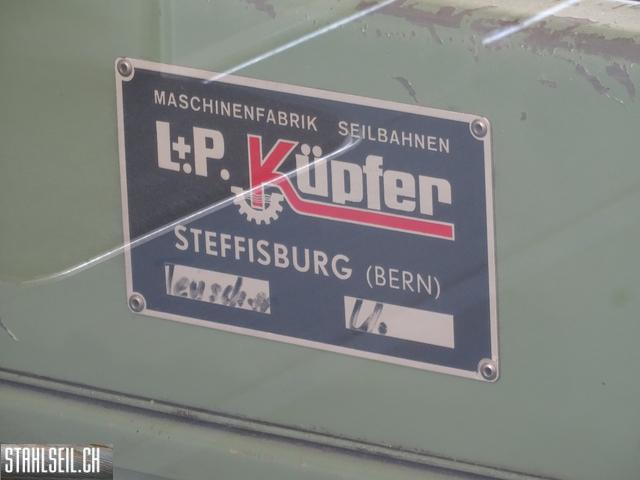 MASCHINENFABRIK SEILBAHNEN
L+P. Küpfer
STEFFISBURG (BERN)
U.
STAHLSEIL.CH